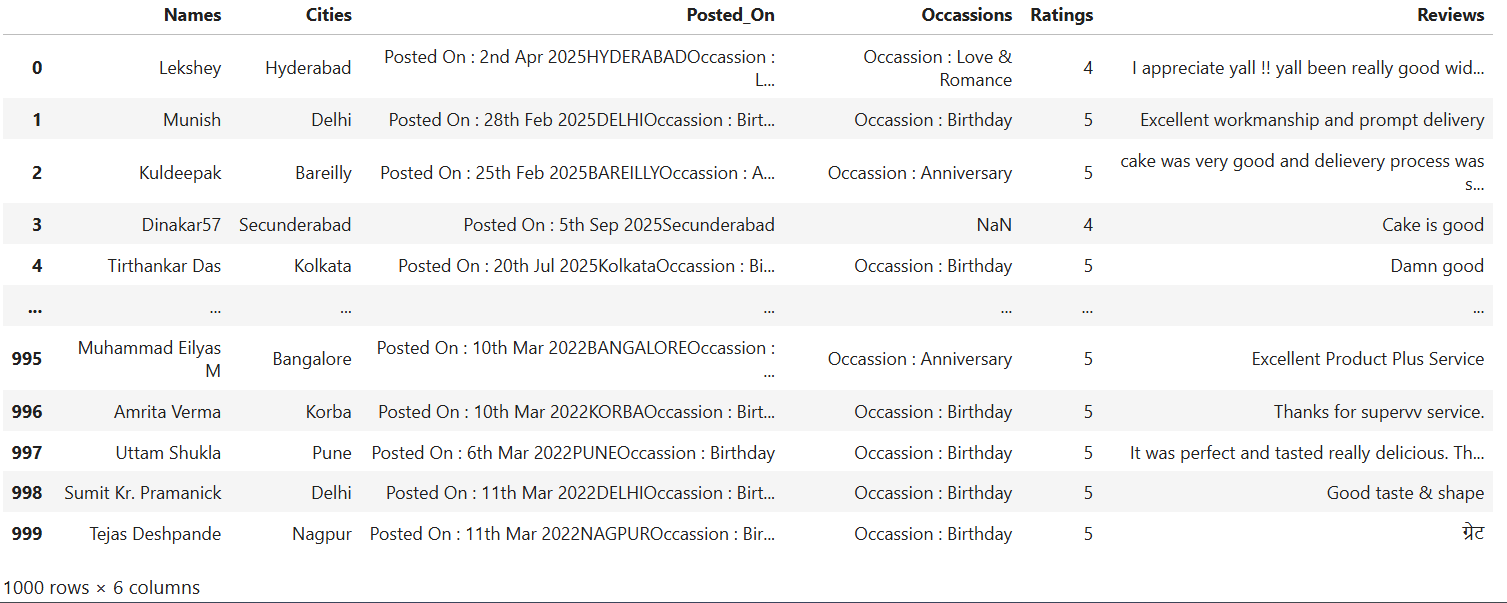 Names Cities Posted_On Occassions Ratings Reviews
0 Lekshey Hyderabad Posted On : 2nd Apr 2025HYDERABADOccassion : L... Occassion : Love & Romance 4 I appreciate yall !! yall been really good wid...
1 Munish Delhi Posted On : 28th Feb 2025DELHIOccassion : Birt... Occassion : Birthday 5 Excellent workmanship and prompt delivery
2 Kuldeepak Bareilly Posted On : 25th Feb 2025BAREILLYOccassion : A... Occassion : Anniversary 5 cake was very good and delievery process was s...
3 Dinakar57 Secunderabad Posted On : 5th Sep 2025Secunderabad NaN 4 Cake is good
4 Tirthankar Das Kolkata Posted On : 20th Jul 2025KolkataOccassion : Bi... Occassion : Birthday 5 Damn good
... ... ... ... ... ... ...
995 Muhammad Eilyas M Bangalore Posted On : 10th Mar 2022BANGALOREOccassion : ... Occassion : Anniversary 5 Excellent Product Plus Service
996 Amrita Verma Korba Posted On : 10th Mar 2022KORBAOccassion : Birt... Occassion : Birthday 5 Thanks for supervv service.
997 Uttam Shukla Pune Posted On : 6th Mar 2022PUNEOccassion : Birthday Occassion : Birthday 5 It was perfect and tasted really delicious. Th...
998 Sumit Kr. Pramanick Delhi Posted On : 11th Mar 2022DELHIOccassion : Birt... Occassion : Birthday 5 Good taste & shape
999 Tejas Deshpande Nagpur Posted On : 11th Mar 2022NAGPUROccassion : Bir... Occassion : Birthday 5 ग्रेट
1000 rows × 6 columns